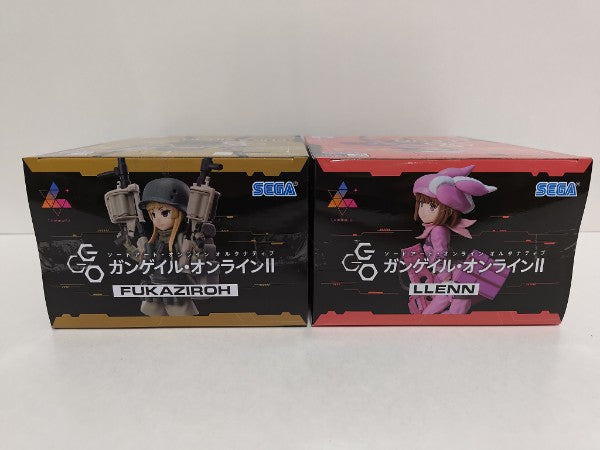 SEGA
ソードアート・オンライン オルタナティブ
GGO ガンゲイル・オンラインII
FUKAZIROH
SEGA
ソードアート・オンライン オルタナティブ
GGO ガンゲイル・オンラインII
LLENN